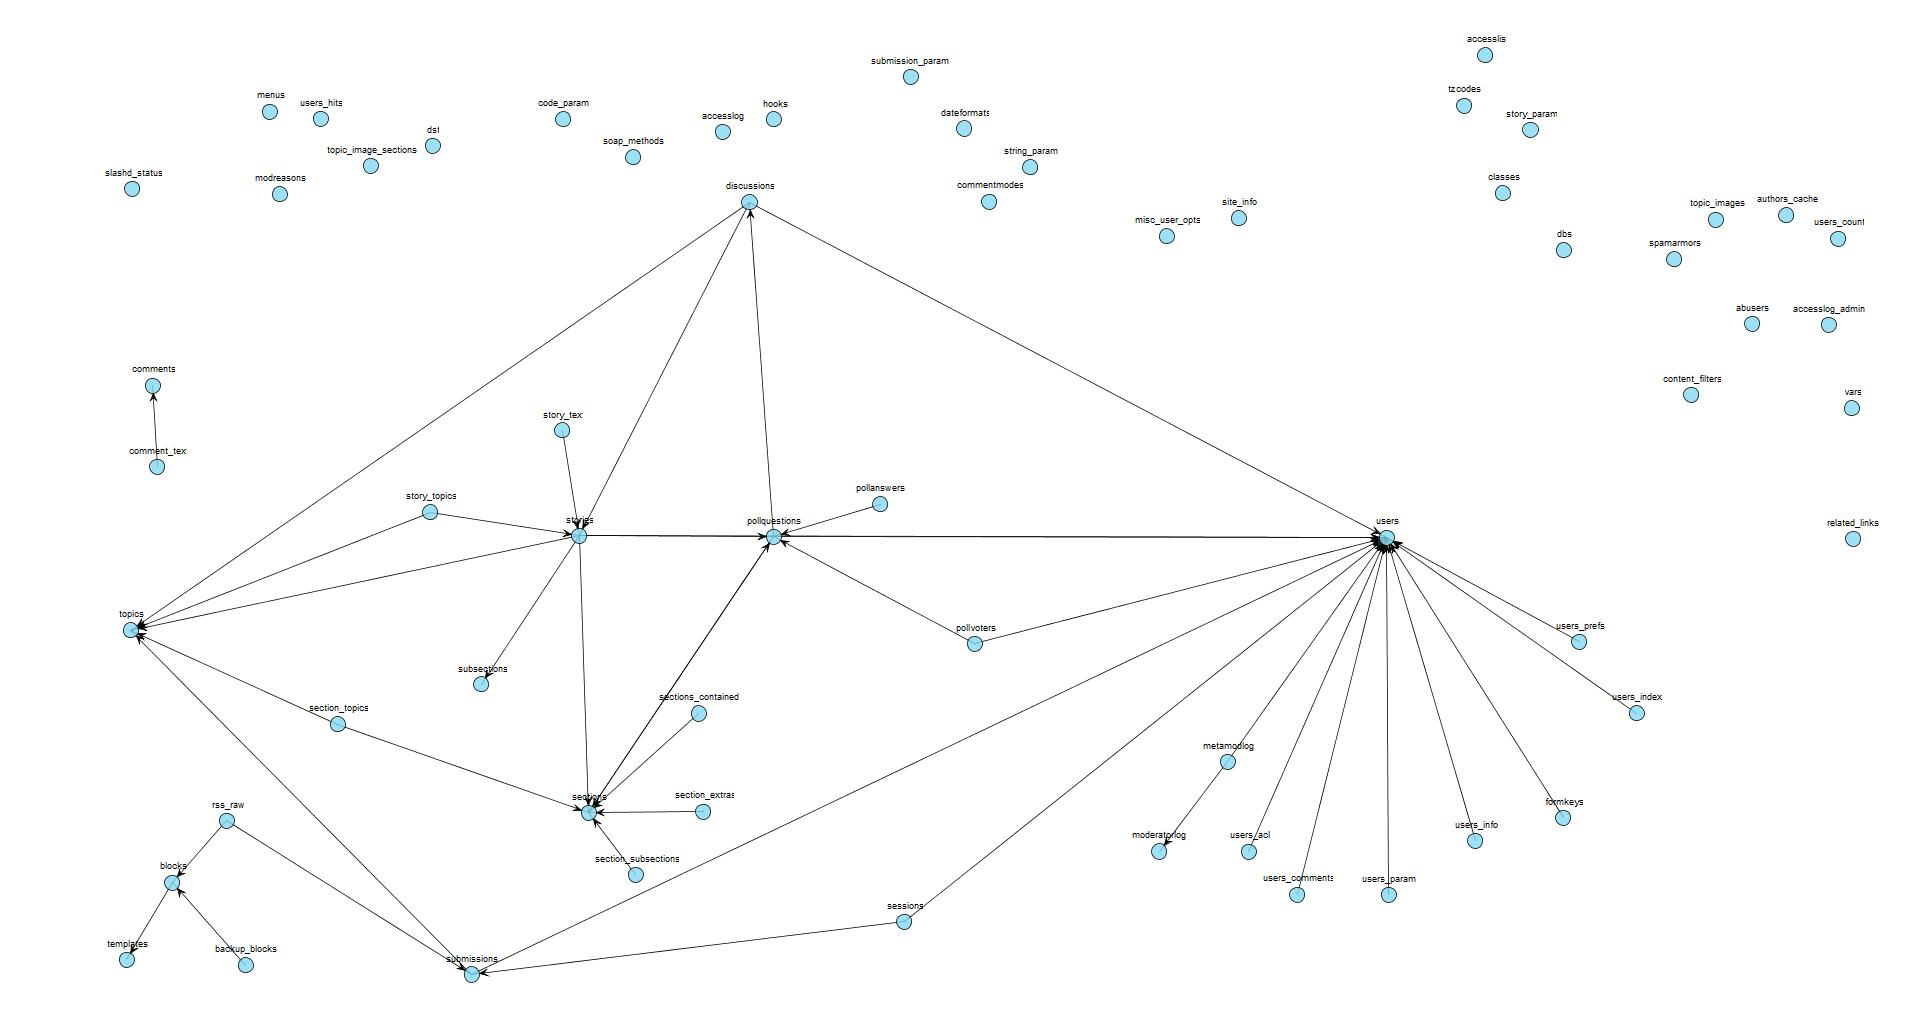 accesslis
submission_param
tzcodes
menus
users_hits
code_param
hooks
accesslog
dateformats
story_param
dst
topic_image_sections
soap_methods
string_param
slashd_status
modreasons
discussions
commentmodes
classes
misc_user_opts
site_info
topic_images
authors_cache
users_count
dbs
spamarmors
abusers
accesslog_admin
comments
content_filters
vars
story_tex
comment_tex
story_topics
pollanswers
stories
pollquestions
users
related_links
topics
pollvoters
users_prefs
subsections
sections_contained
users_index
section_topics
metamodlog
rss_raw
sections
section_extras
formkeys
moderatorlog
users_acl
users_info
blocks
section_subsections
users_comments
users_param
sessions
templates
backup_blocks
submissions